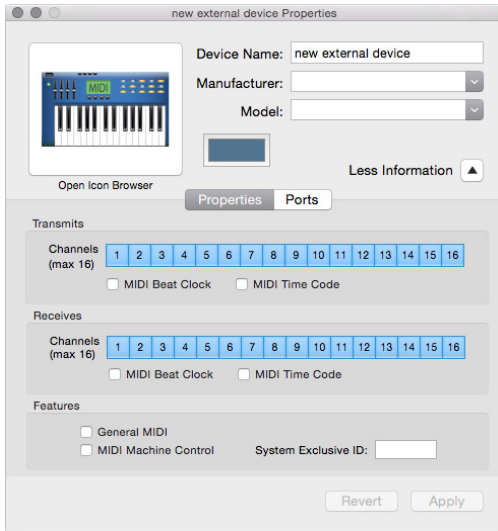 new external device Properties
Device Name: new external device
Manufacturer:
Model:
MIDI
Open Icon Browser
Less Information
Properties Ports
Transmits
Channels 1 2 3 4 5 6 7 8 9 10 11 12 13 14 15 16
(max 16)
MIDI Beat Clock MIDI Time Code
Receives
Channels 1 2 3 4 5 6 7 8 9 10 11 12 13 14 15 16
(max 16)
MIDI Beat Clock MIDI Time Code
Features
General MIDI
MIDI Machine Control System Exclusive ID:
Revert Apply